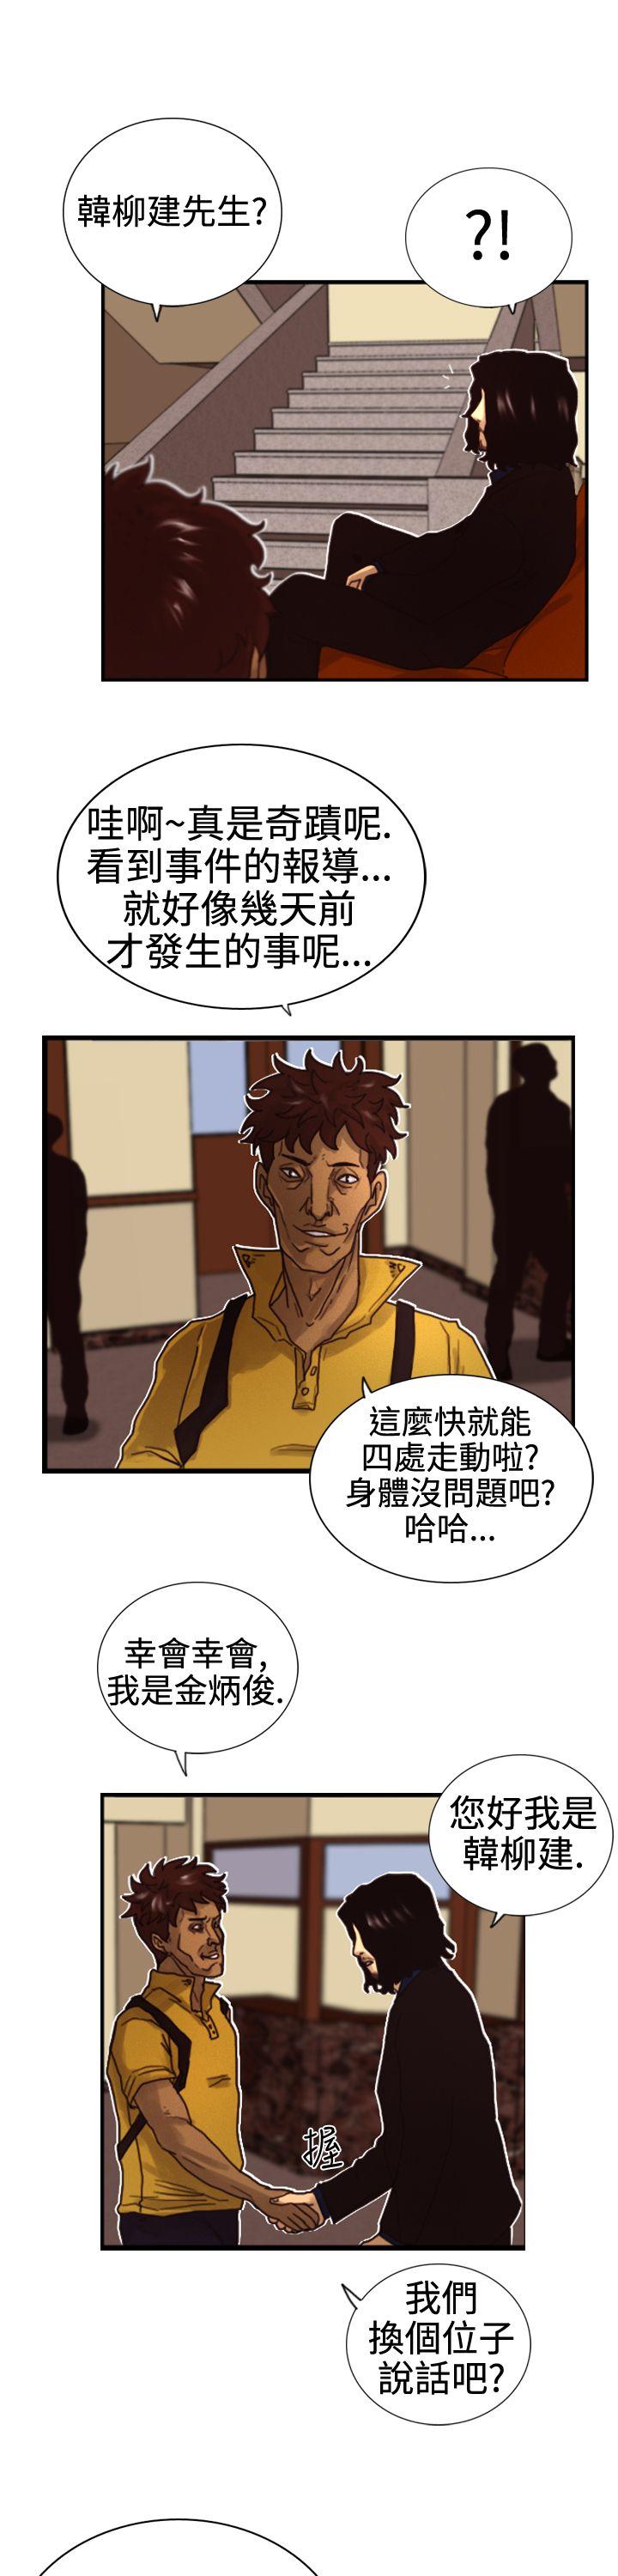 韓柳建先生?
?!
哇啊~真是奇蹟呢.
看到事件的報導...
就好像幾天前
才發生的事呢...
這麼快就能
四處走動啦?
身體沒問題吧?
哈哈...
幸會幸會,
我是金炳俊.
您好我是
韓柳建.
握
我們
換個位子
說話吧?